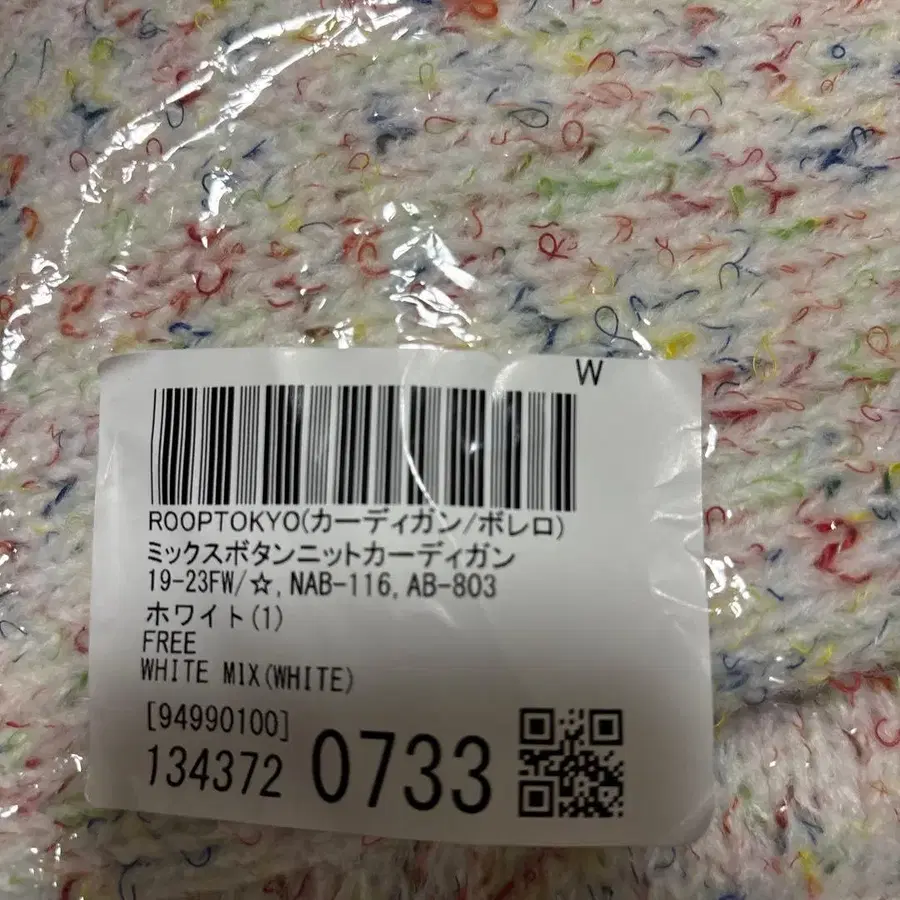 W
ROOPTOKYO(カーディガン/ボレロ)
ミックスボタンニットカーディガン
19-23FW/☆,NAB-116,AB-803
ホワイト(1)
FREE
WHITE MIX(WHITE)
[94990100]
134372 0733